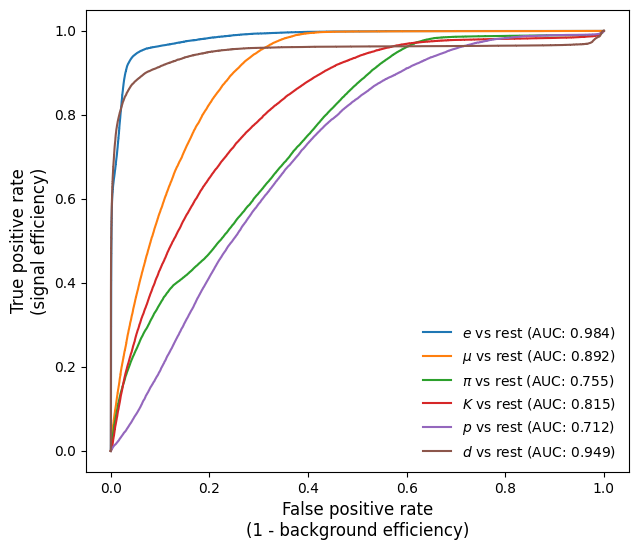 True positive rate
(signal efficiency)
1.0
0.8
0.6
0.4
0.2
0.0
e vs rest (AUC: 0.984)
μ vs rest (AUC: 0.892)
π vs rest (AUC: 0.755)
K vs rest (AUC: 0.815)
p vs rest (AUC: 0.712)
d vs rest (AUC: 0.949)
0.0 0.2 0.4 0.6 0.8 1.0
False positive rate
(1 - background efficiency)